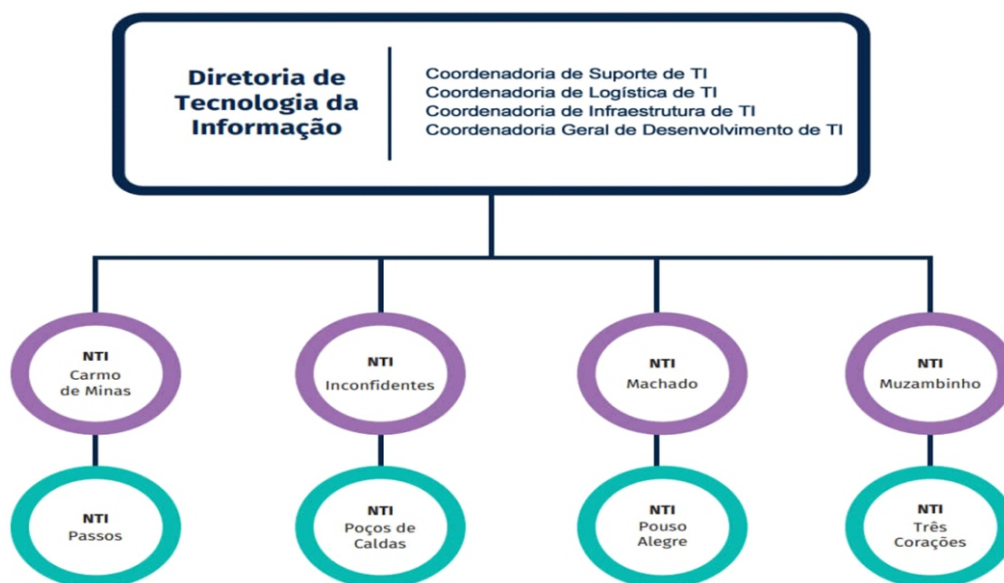 Diretoria de
Tecnologia da
Informação
Coordenadoria de Suporte de TI
Coordenadoria de Logística de TI
Coordenadoria de Infraestrutura de TI
Coordenadoria Geral de Desenvolvimento de TI
NTI
Carmo
de Minas
NTI
Inconfidentes
NTI
Machado
NTI
Muzambinho
NTI
Passos
NTI
Poços de
Caldas
NTI
Pouso
Alegre
NTI
Três
Corações